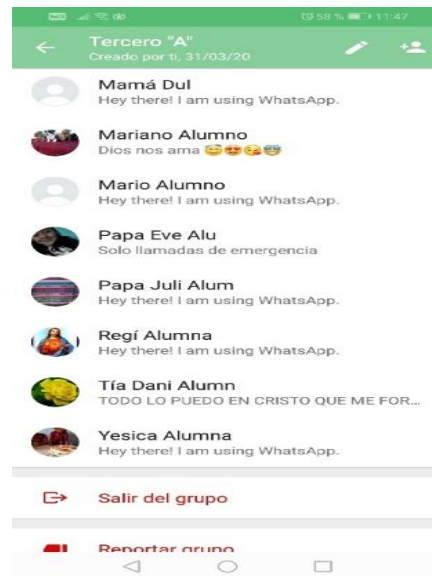 58 % 11:47
Tercero "A"
Creado por ti, 31/03/20
Mamá Dul
Hey there! I am using WhatsApp.
Mariano Alumno
Dios nos ama 😇😍😘🤓
Mario Alumno
Hey there! I am using WhatsApp.
Papa Eve Alu
Solo llamadas de emergencia
Papa Juli Alum
Hey there! I am using WhatsApp.
Regí Alumna
Hey there! I am using WhatsApp.
Tía Dani Alumn
TODO LO PUEDO EN CRISTO QUE ME FOR...
Yesica Alumna
Hey there! I am using WhatsApp.
Salir del grupo
Reportar grupo